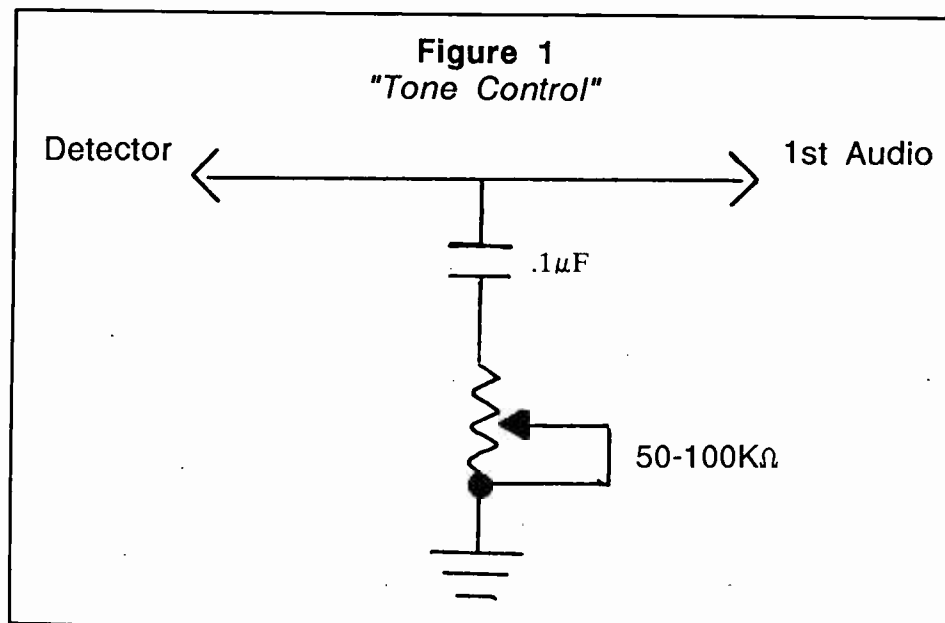 Figure 1
"Tone Control"
Detector
1st Audio
.1μF
50-100KΩ